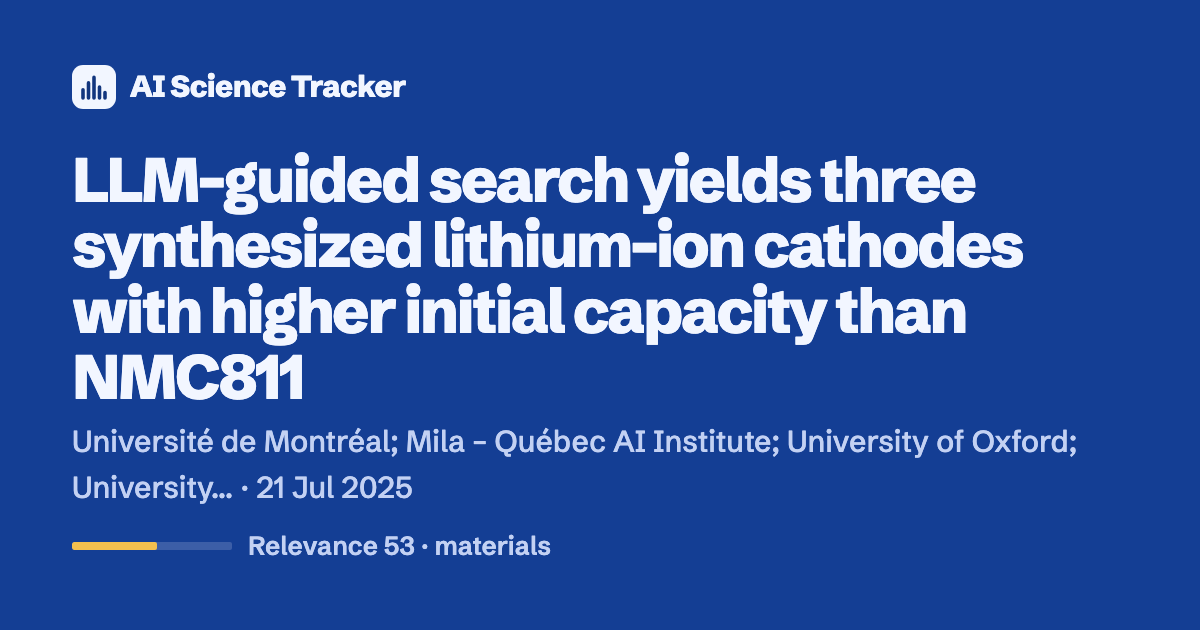 AI Science Tracker
LLM-guided search yields three
synthesized lithium-ion cathodes
with higher initial capacity than
NMC811
Université de Montréal; Mila – Québec AI Institute; University of Oxford;
University... · 21 Jul 2025
Relevance 53 · materials